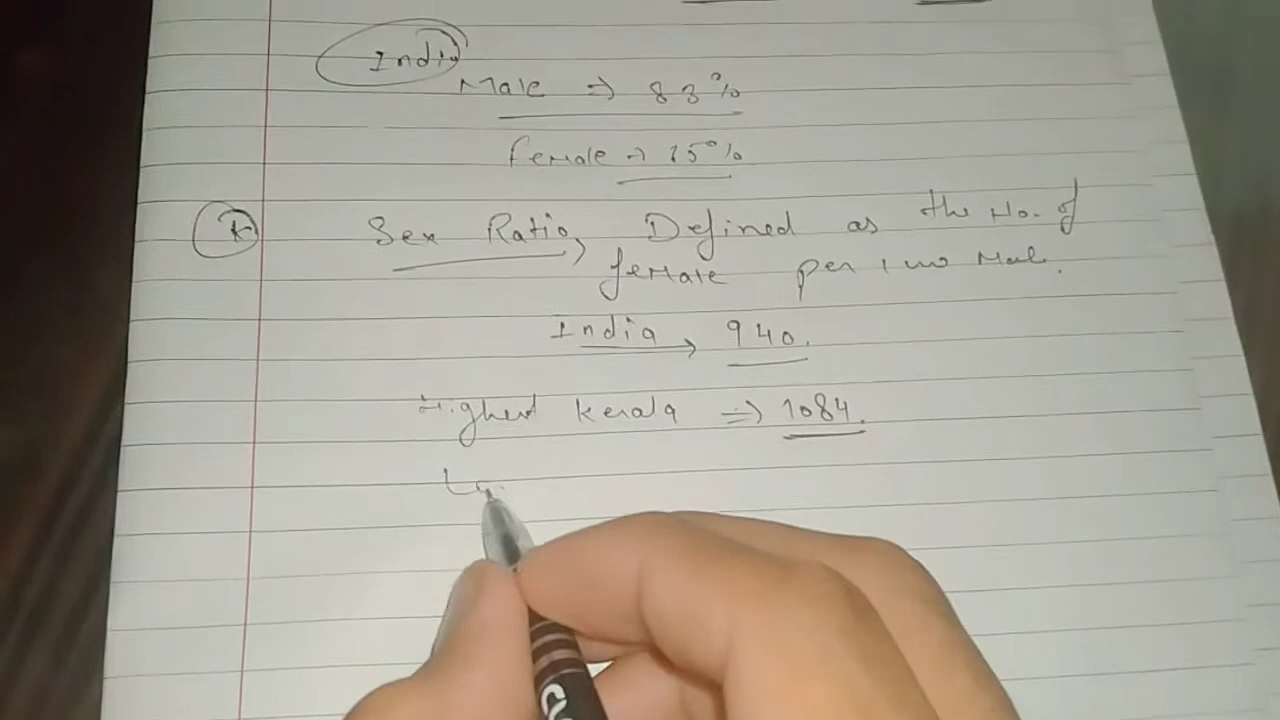 India
Male => 83%
female → 75%
Sex Ratio, Defined as the No. of
female per 1000 Male.
India → 940.
Highest Kerala => 1084.